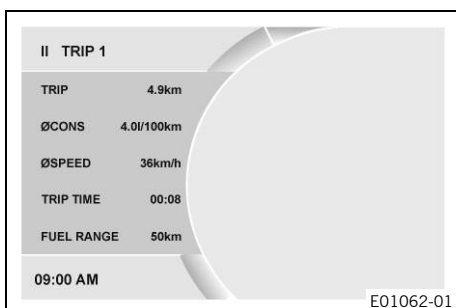 II TRIP 1
TRIP 4.9km
ØCONS 4.0l/100km
ØSPEED 36km/h
TRIP TIME 00:08
FUEL RANGE 50km
09:00 AM
E01062-01